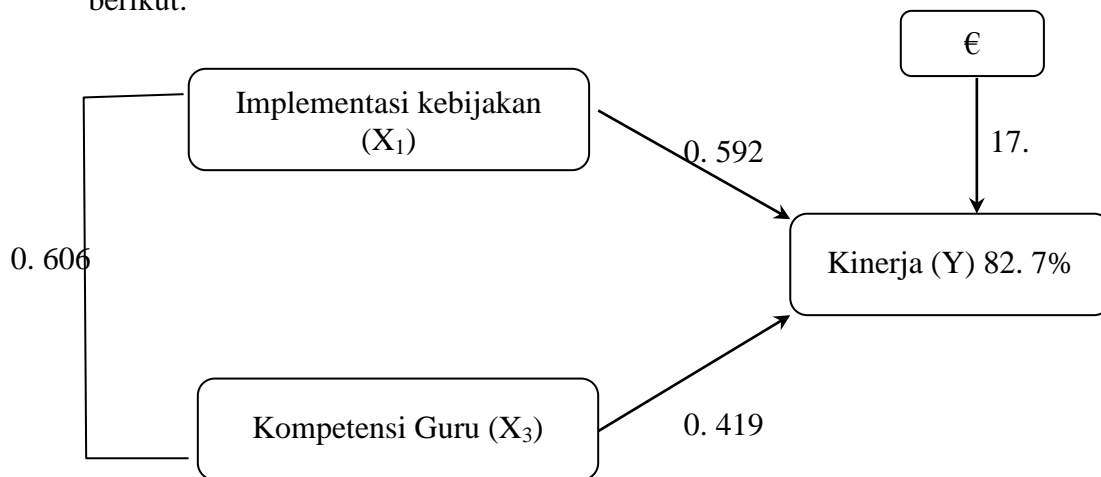 berikut.
€
Implementasi kebijakan
(X₁)
17.
0. 592
0. 606
Kinerja (Y) 82. 7%
Kompetensi Guru (X₃)
0. 419